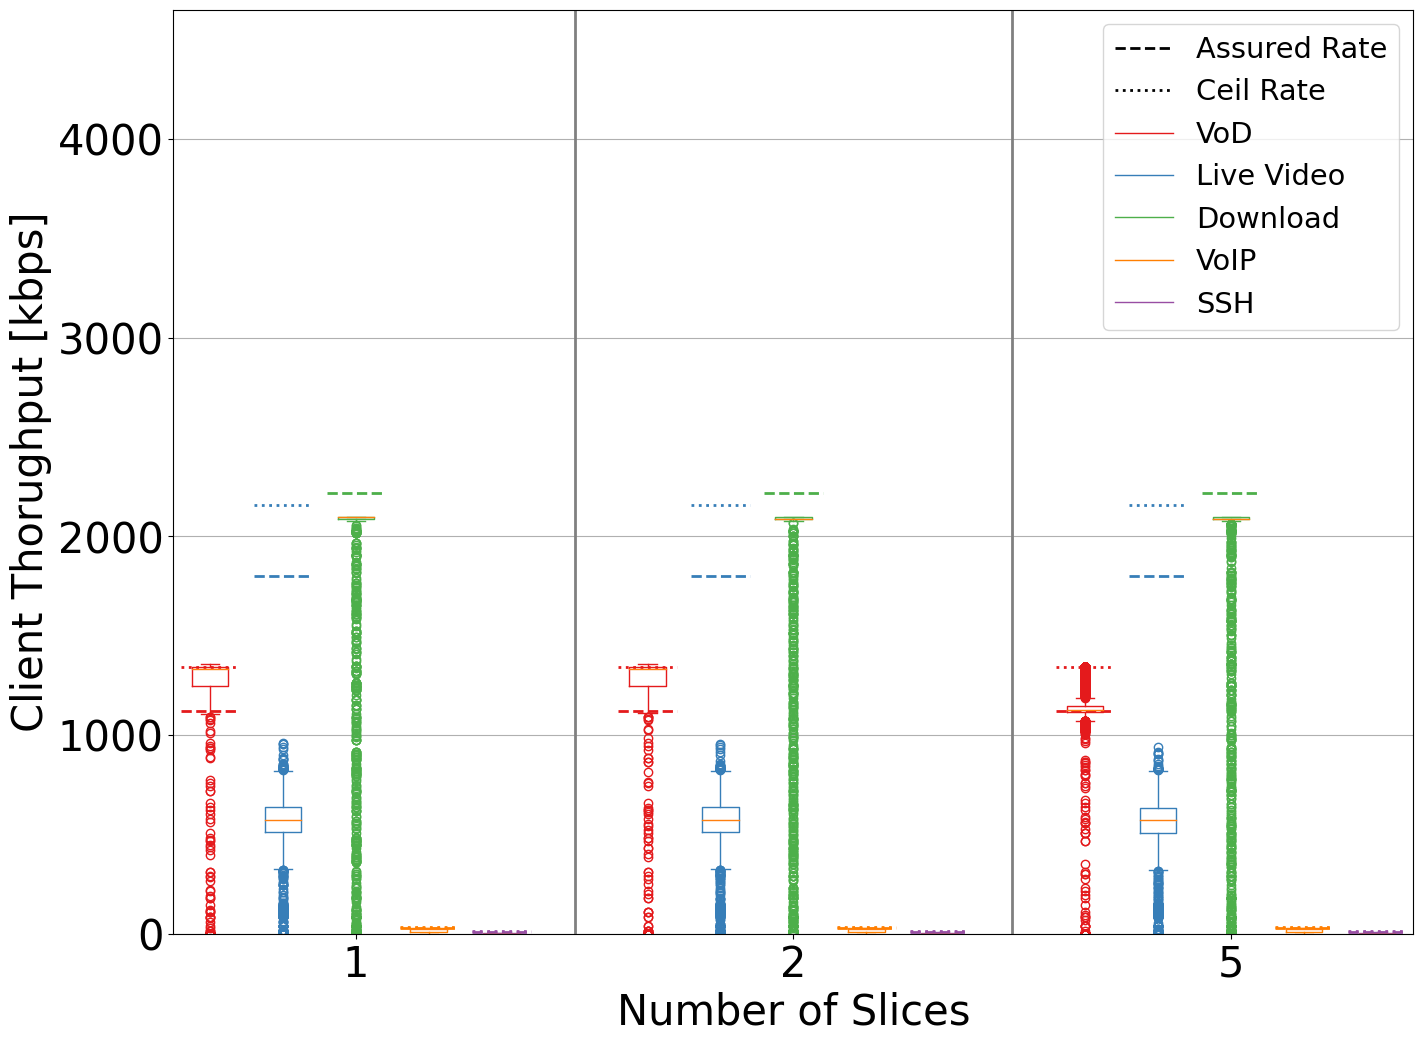 Client Thorughput [kbps]
4000
3000
2000
1000
0
Assured Rate
Ceil Rate
VoD
Live Video
Download
VoIP
SSH
1
2
5
Number of Slices